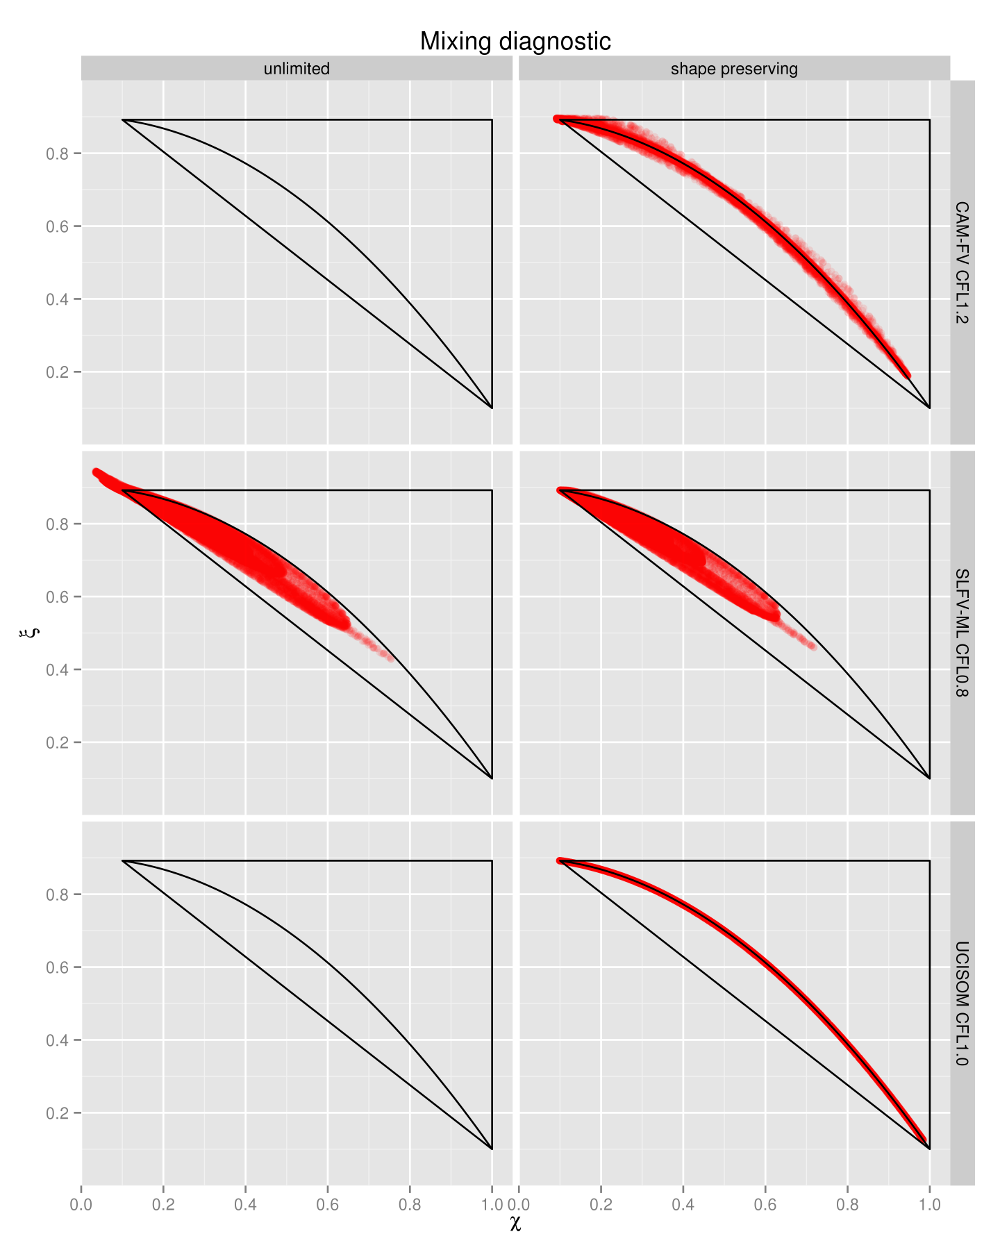 Mixing diagnostic
unlimited
shape preserving
0.8
0.6
0.4
0.2
CAM-FV CFL1.2
0.8
0.6
0.4
0.2
SLFV-ML CFL0.8
ξ
0.8
0.6
0.4
0.2
UCISOM CFL1.0
0.0 0.2 0.4 0.6 0.8 1.0 0.0 0.2 0.4 0.6 0.8 1.0
χ